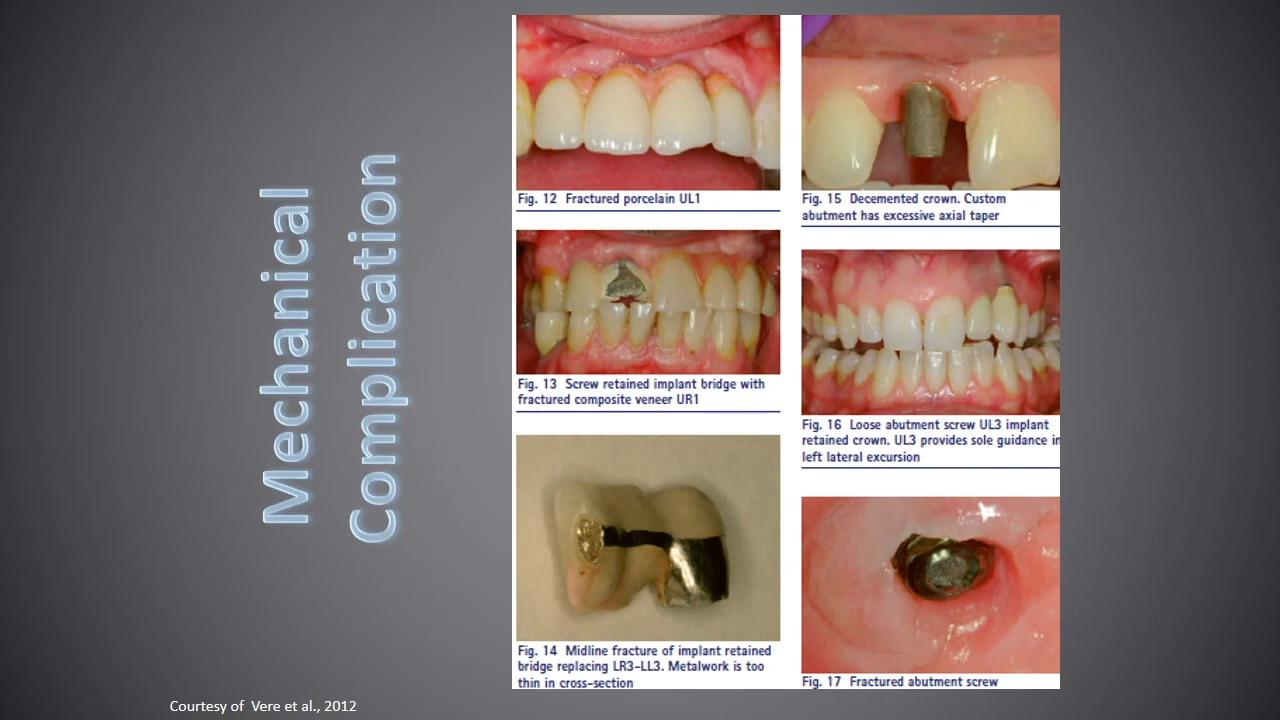 Mechanical
Complication
Fig. 12 Fractured porcelain UL1
Fig. 13 Screw retained implant bridge with
fractured composite veneer UR1
Fig. 14 Midline fracture of implant retained
bridge replacing LR3–LL3. Metalwork is too
thin in cross-section
Fig. 15 Decemented crown. Custom
abutment has excessive axial taper
Fig. 16 Loose abutment screw UL3 implant
retained crown. UL3 provides sole guidance in
left lateral excursion
Fig. 17 Fractured abutment screw
Courtesy of Vere et al., 2012